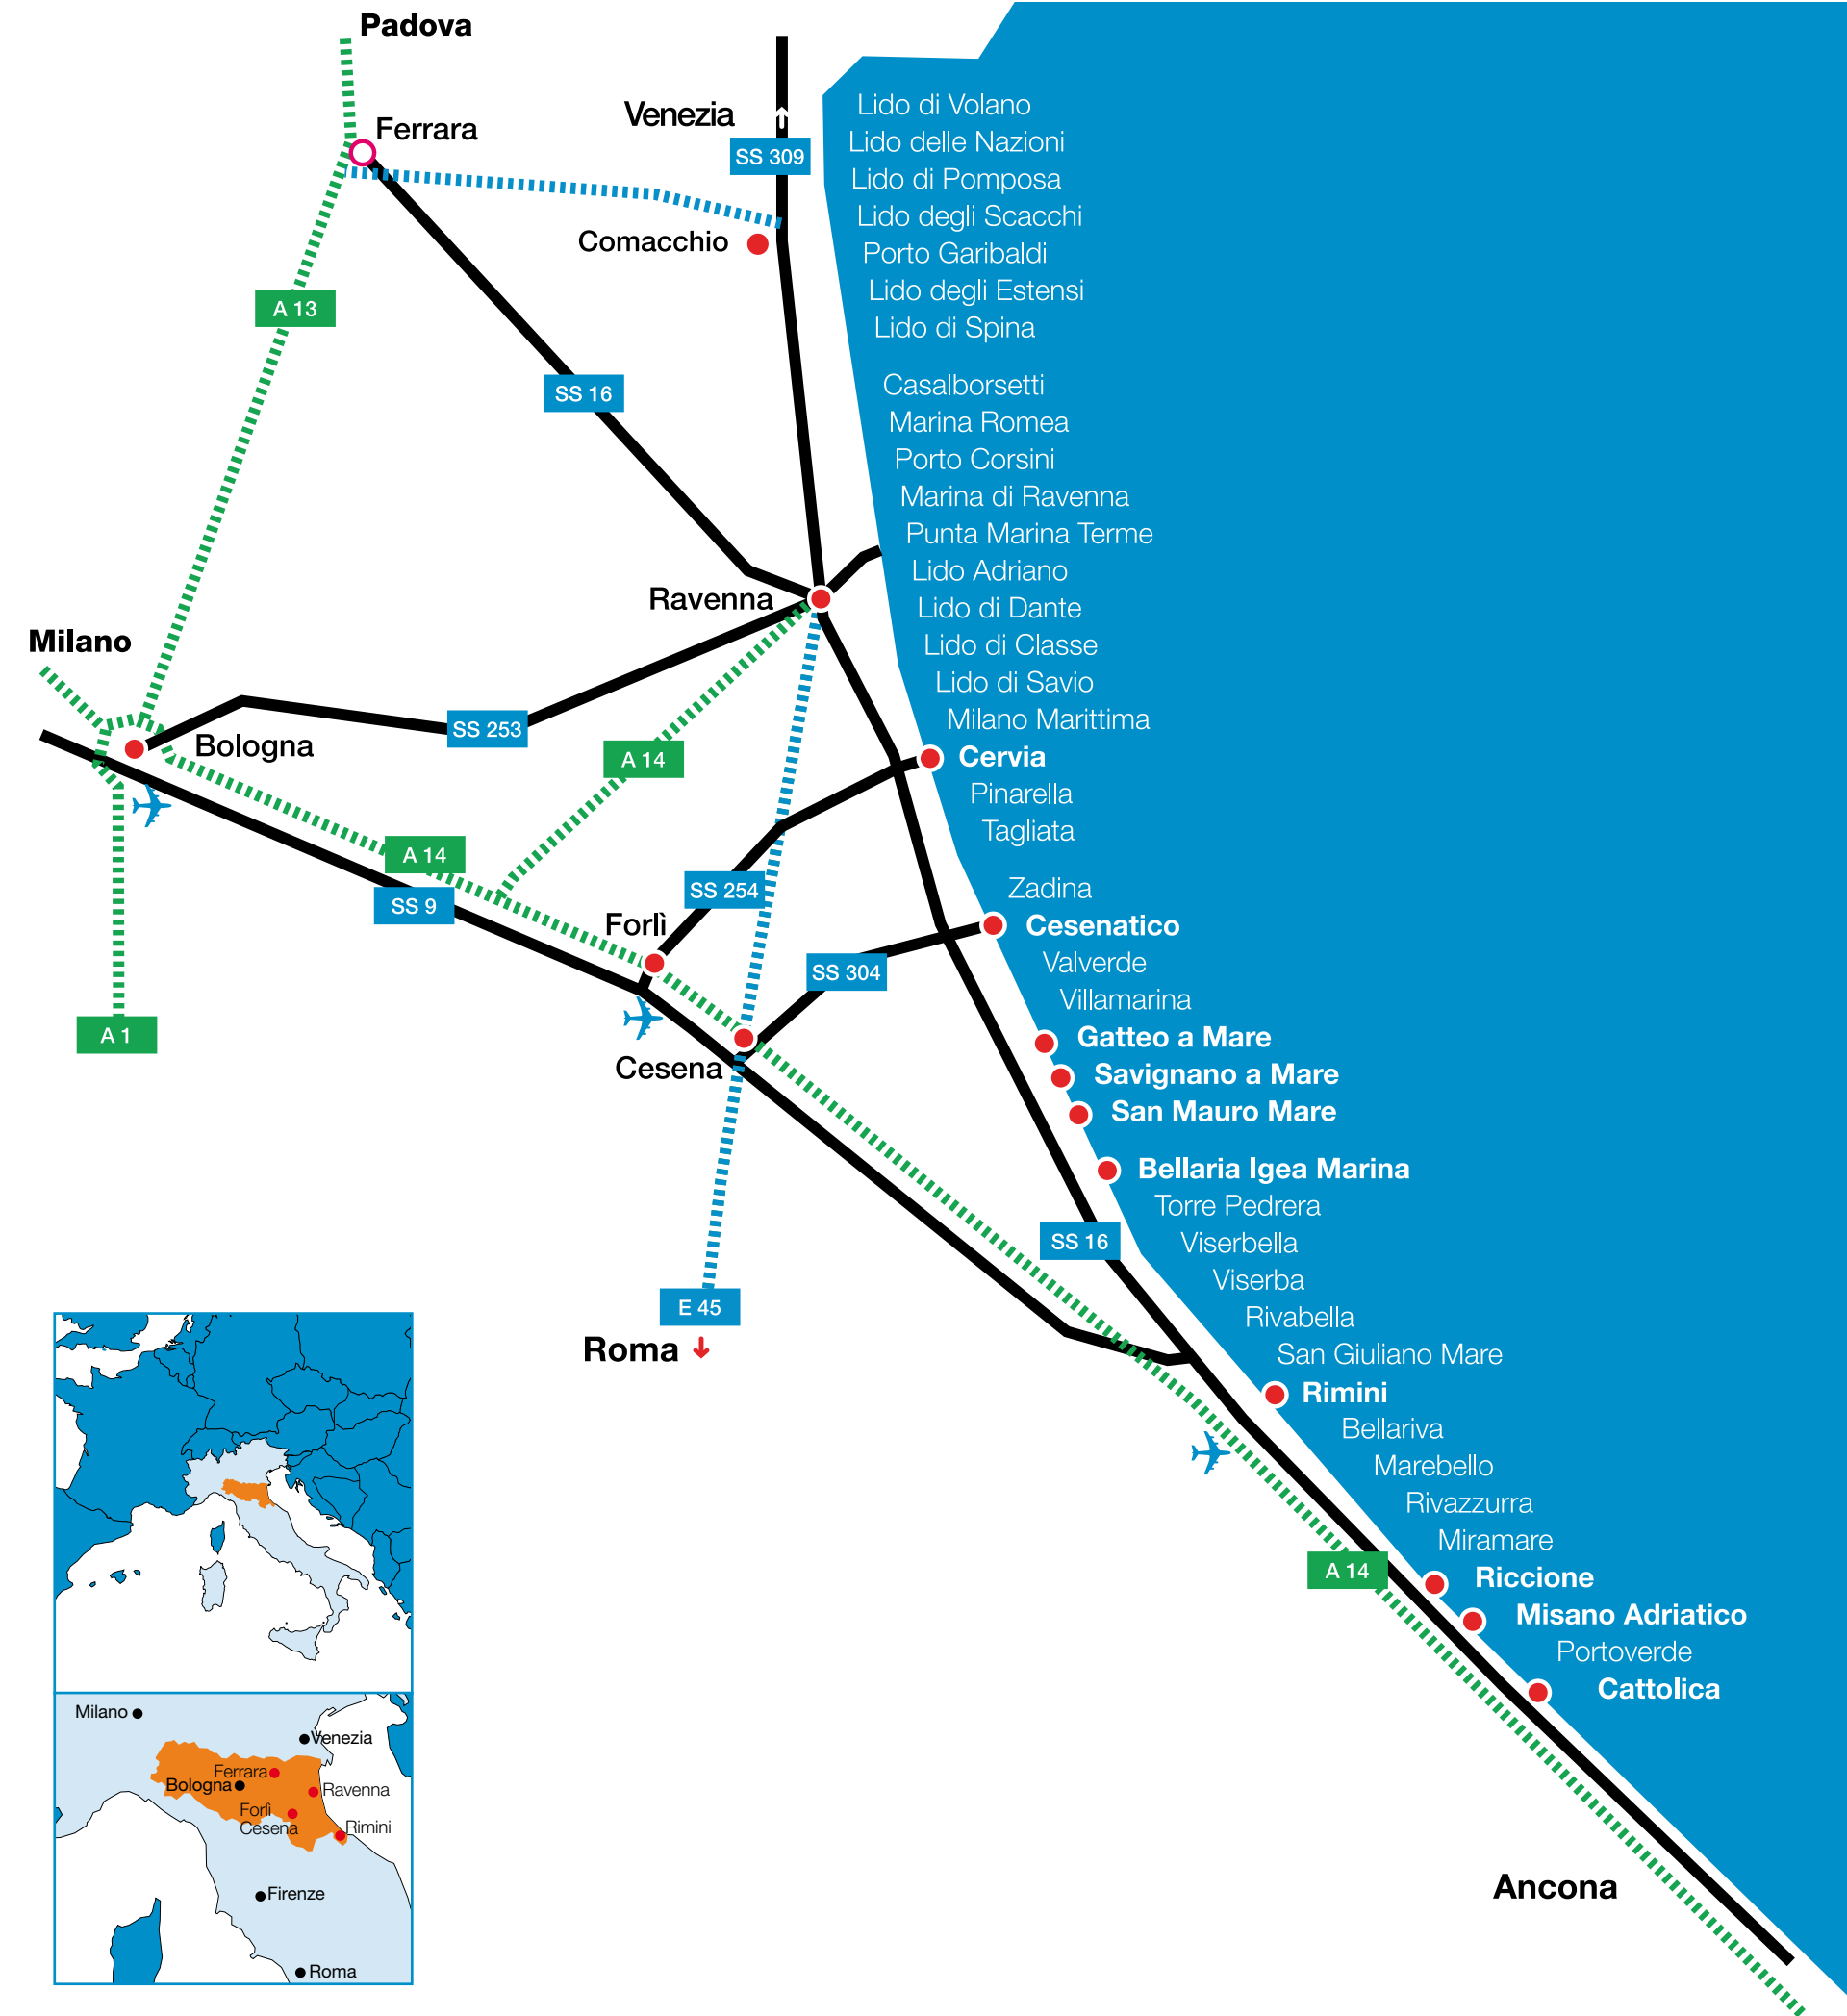 Padova
Ferrara
Venezia
SS 309
Comacchio
A 13
SS 16
Ravenna
Milano
Bologna
SS 253
A 14
A 14
SS 9
SS 254
Forlì
SS 304
A 1
Cesena
SS 16
E 45
Roma
A 14
Ancona
Lido di Volano
Lido delle Nazioni
Lido di Pomposa
Lido degli Scacchi
Porto Garibaldi
Lido degli Estensi
Lido di Spina
Casalborsetti
Marina Romea
Porto Corsini
Marina di Ravenna
Punta Marina Terme
Lido Adriano
Lido di Dante
Lido di Classe
Lido di Savio
Milano Marittima
Cervia
Pinarella
Tagliata
Zadina
Cesenatico
Valverde
Villamarina
Gatteo a Mare
Savignano a Mare
San Mauro Mare
Bellaria Igea Marina
Torre Pedrera
Viserbella
Viserba
Rivabella
San Giuliano Mare
Rimini
Bellariva
Marebello
Rivazzurra
Miramare
Riccione
Misano Adriatico
Portoverde
Cattolica
Milano
Venezia
Ferrara
Bologna
Ravenna
Forlì
Cesena
Rimini
Firenze
Roma